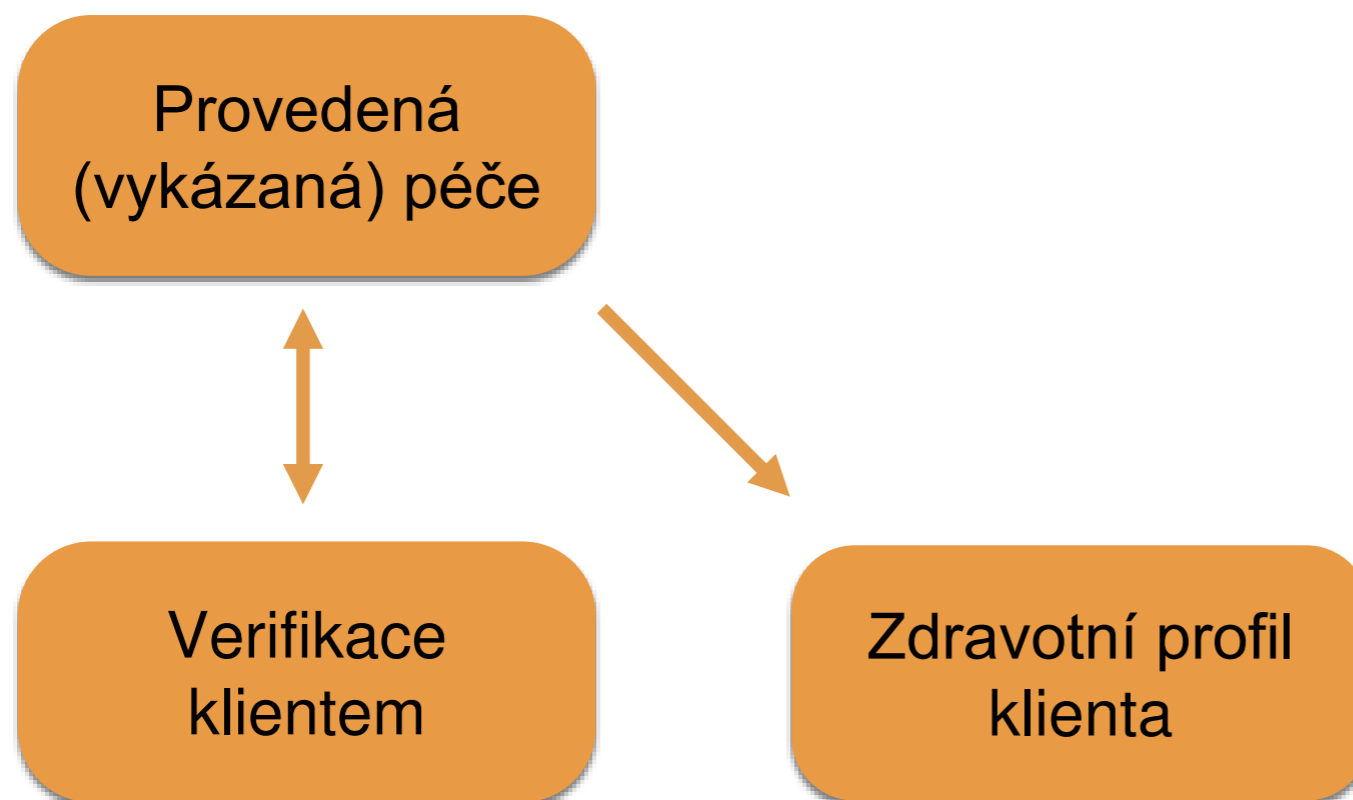 Provedená
(vykázaná) péče
Verifikace
klientem
Zdravotní profil
klienta